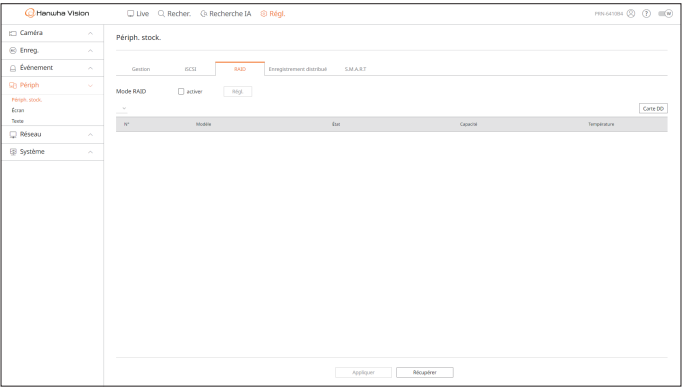 Hanwha Vision
Live Recher. Recherche IA Régl.
PRN-6410B4
Caméra
Enreg.
Événement
Périph
Périph. stock.
Écran
Texte
Réseau
Système
Périph. stock.
Gestion iSCSI RAID Enregistrement distribué S.M.A.R.T
Mode RAID activer Régl
Carte DD
N° Modèle État Capacité Température
Appliquer Récupérer